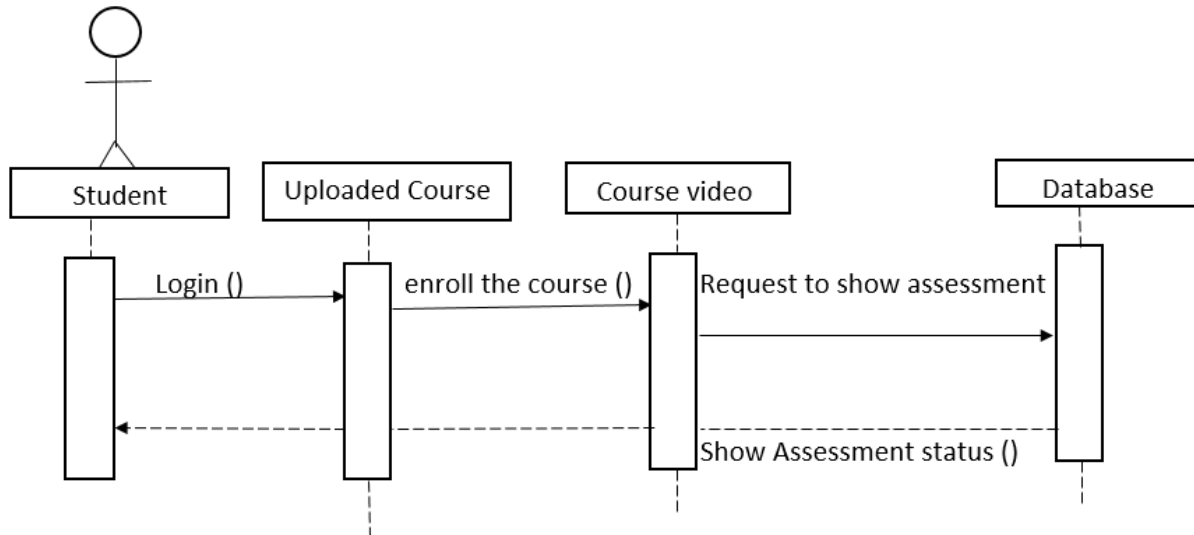 Student
Uploaded Course
Course video
Database
Login ()
enroll the course ()
Request to show assessment
Show Assessment status ()